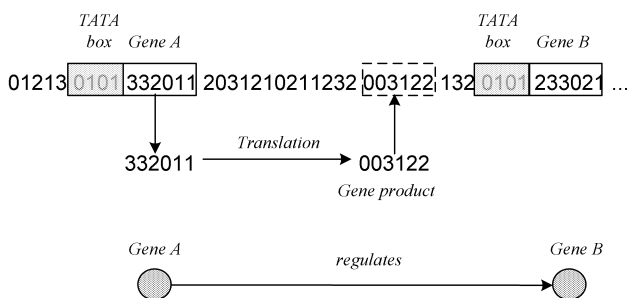 TATA box Gene A TATA box Gene B
01213 0101 332011 2031210211232 003122 132 0101 233021 ...
332011 Translation 003122
Gene product
Gene A regulates Gene B